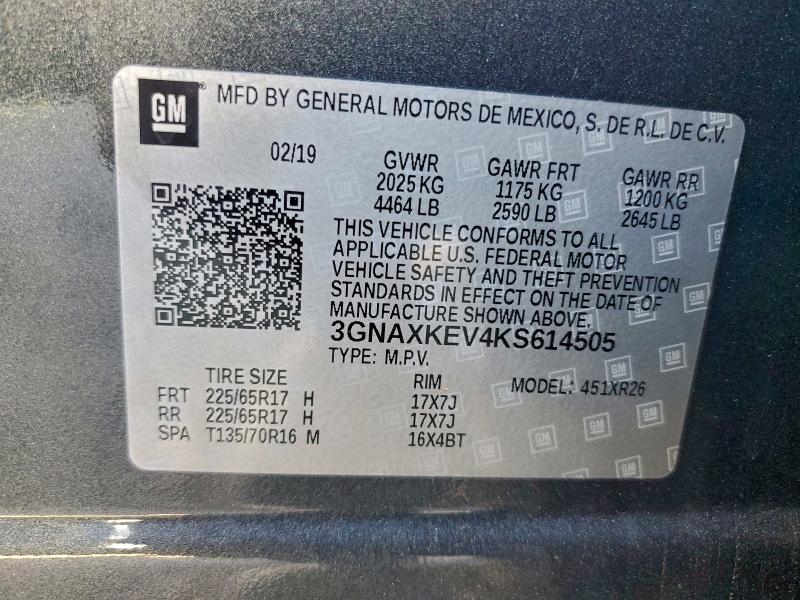 GM MFD BY GENERAL MOTORS DE MEXICO, S. DE R.L. DE C.V.
02/19 GVWR GAWR FRT GAWR RR
2025 KG 1175 KG 1200 KG
4464 LB 2590 LB 2645 LB
THIS VEHICLE CONFORMS TO ALL
APPLICABLE U.S. FEDERAL MOTOR
VEHICLE SAFETY AND THEFT PREVENTION
STANDARDS IN EFFECT ON THE DATE OF
MANUFACTURE SHOWN ABOVE.
3GNAXKEV4KS614505
TYPE: M.P.V.
TIRE SIZE RIM MODEL: 451XR26
FRT 225/65R17 H 17X7J
RR 225/65R17 H 17X7J
SPA T135/70R16 M 16X4BT